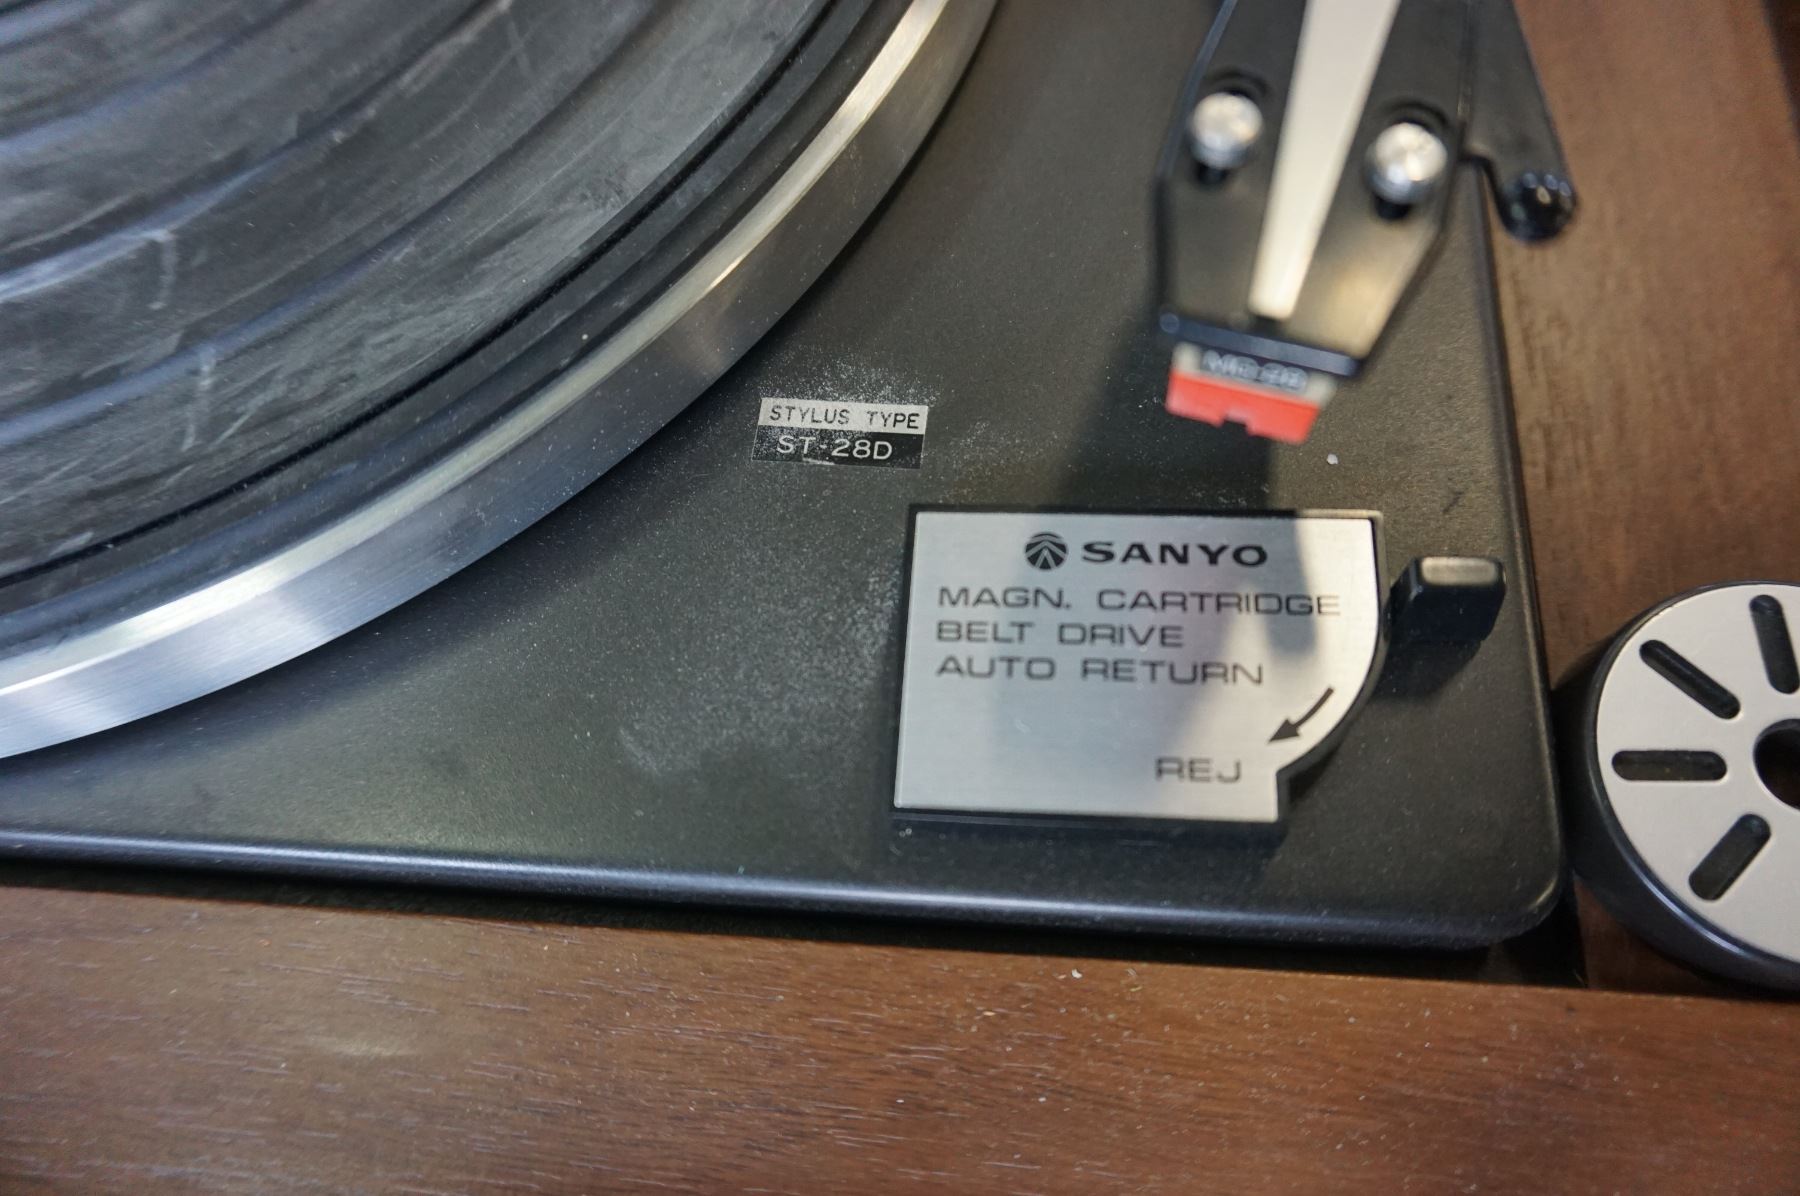 STYLUS TYPE
ST-28D
SANYO
MAGN. CARTRIDGE
BELT DRIVE
AUTO RETURN
REJ